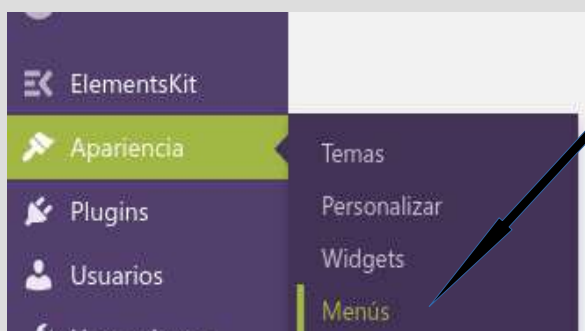 ElementsKit
Apariencia
Plugins
Usuarios
Temas
Personalizar
Widgets
Menús